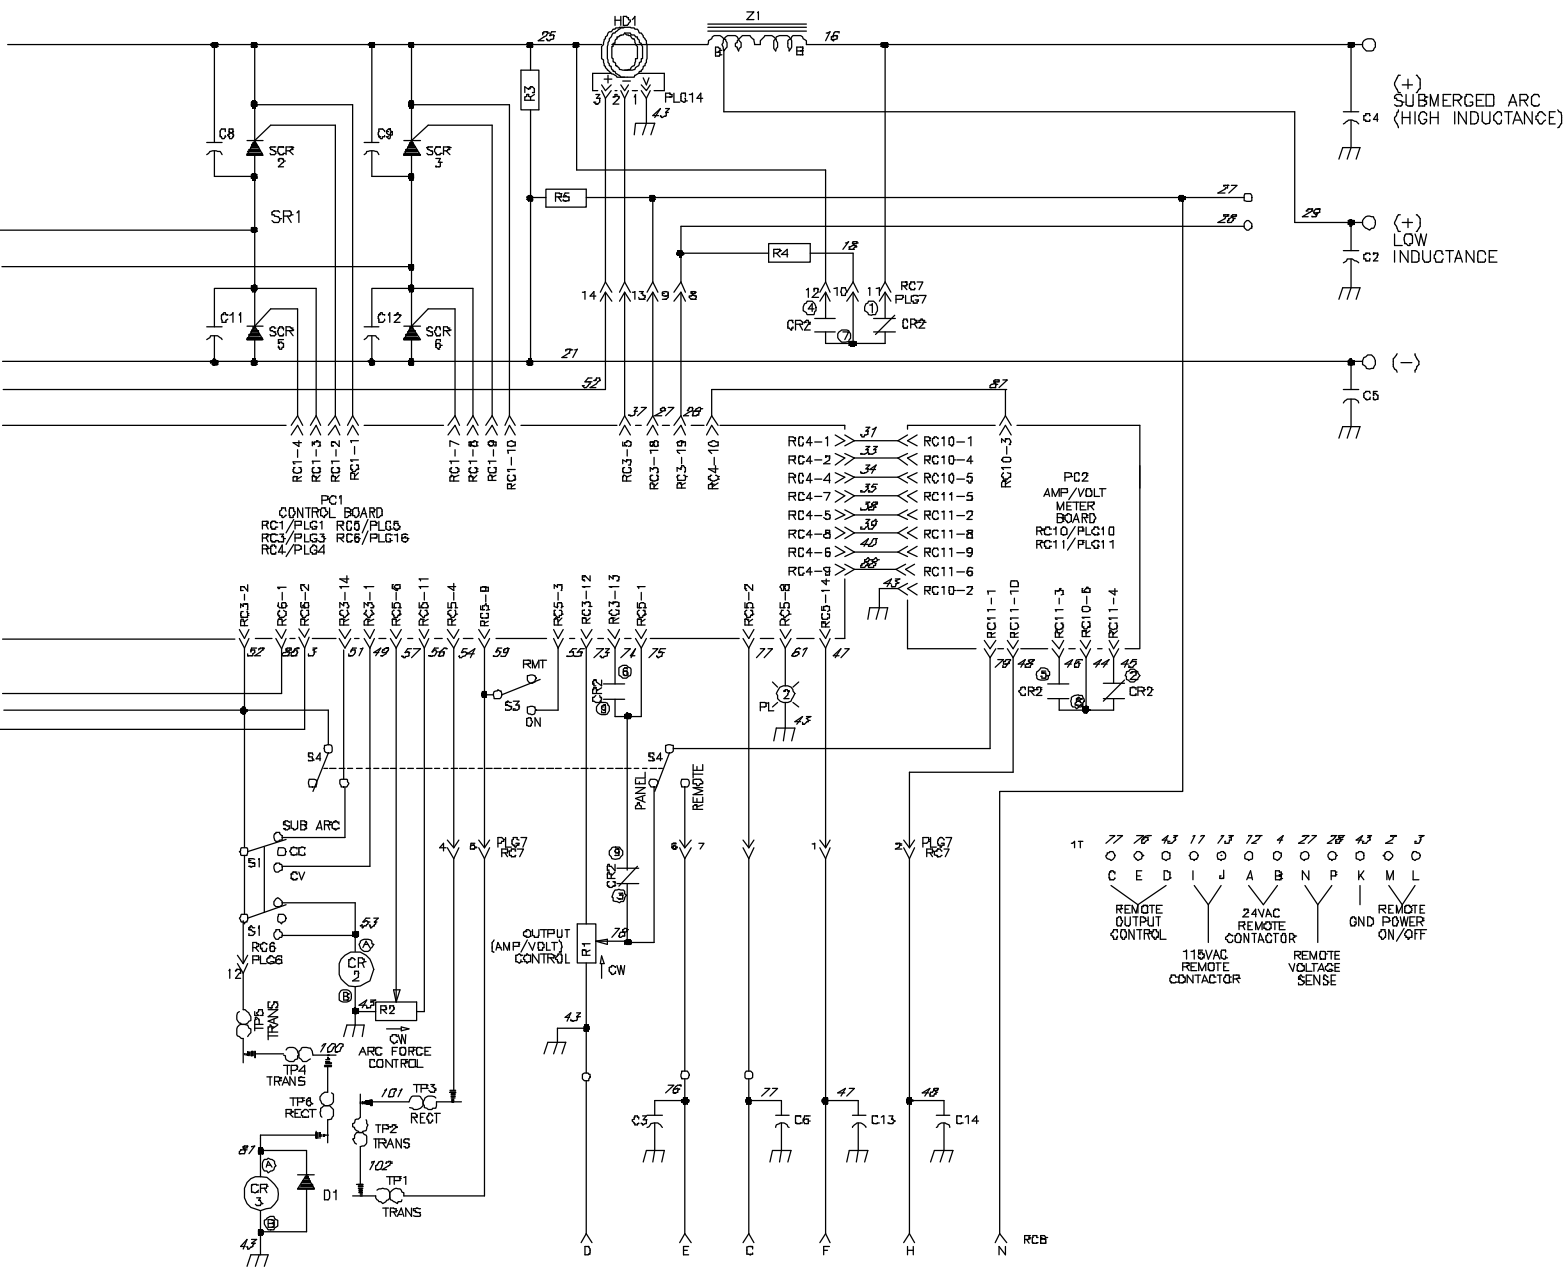 HD1
Z1
25
16
B
E
+ − V
3 2 1
PLG14
43
R3
(+)
SUBMERGED ARC
(HIGH INDUCTANCE)
C4
C8
SCR
2
C9
SCR
3
SR1
R5
27
28
29
(+)
LOW
INDUCTANCE
C2
R4
18
14
13
9
8
12
10
11
RC7
PLG7
4
1
CR2
7
CR2
C11
SCR
5
C12
SCR
6
21
(−)
52
C5
87
37
27
28
RC1-4
RC1-3
RC1-2
RC1-1
RC1-7
RC1-8
RC1-9
RC1-10
RC3-5
RC3-18
RC3-19
RC4-10
RC10-3
RC4-1 31 RC10-1
RC4-2 33 RC10-4
RC4-4 34 RC10-5
RC4-7 35 RC11-5
RC4-5 38 RC11-2
RC4-8 39 RC11-8
RC4-6 40 RC11-9
RC4-9 88 RC11-6
43 RC10-2
PC1
CONTROL BOARD
RC1/PLG1 RC5/PLG5
RC3/PLG3 RC6/PLG16
RC4/PLG4
PC2
AMP/VOLT
METER
BOARD
RC10/PLG10
RC11/PLG11
RC3-2
RC6-1
RC6-2
RC3-14
RC3-1
RC5-6
RC5-11
RC5-4
RC5-9
RC5-3
RC3-12
RC3-13
RC5-1
RC5-2
RC5-8
RC5-14
RC11-1
RC11-10
RC11-3
RC10-6
RC11-4
52
86
3
51
49
57
56
54
59
55
73
74
75
77
61
47
79
48
46
44
45
RMT
S3
ON
6
CR2
8
2
PL
43
5
CR2
6
2
CR2
S4
S4
PANEL
REMOTE
SUB ARC
S1
CC
CV
4
5
PLG7
RC7
6
7
1
2
PLG7
RC7
9
CR2
3
S1
RC6
PLG6
12
53
A
CR
2
B
43
R2
CW
ARC FORCE
CONTROL
OUTPUT
(AMP/VOLT)
CONTROL
R1
78
CW
43
1T
77 76 43 17 13 12 4 27 28 43 2 3
C E D I J A B N P K M L
REMOTE
OUTPUT
CONTROL
115VAC
REMOTE
CONTACTOR
24VAC
REMOTE
CONTACTOR
REMOTE
VOLTAGE
SENSE
GND
REMOTE
POWER
ON/OFF
TP5
TRANS
100
TP4
TRANS
TP6
RECT
101
TP3
RECT
TP2
TRANS
102
TP1
TRANS
81
A
CR
3
B
D1
43
76
C3
77
C6
47
C13
48
C14
D
E
C
F
H
N
RC8